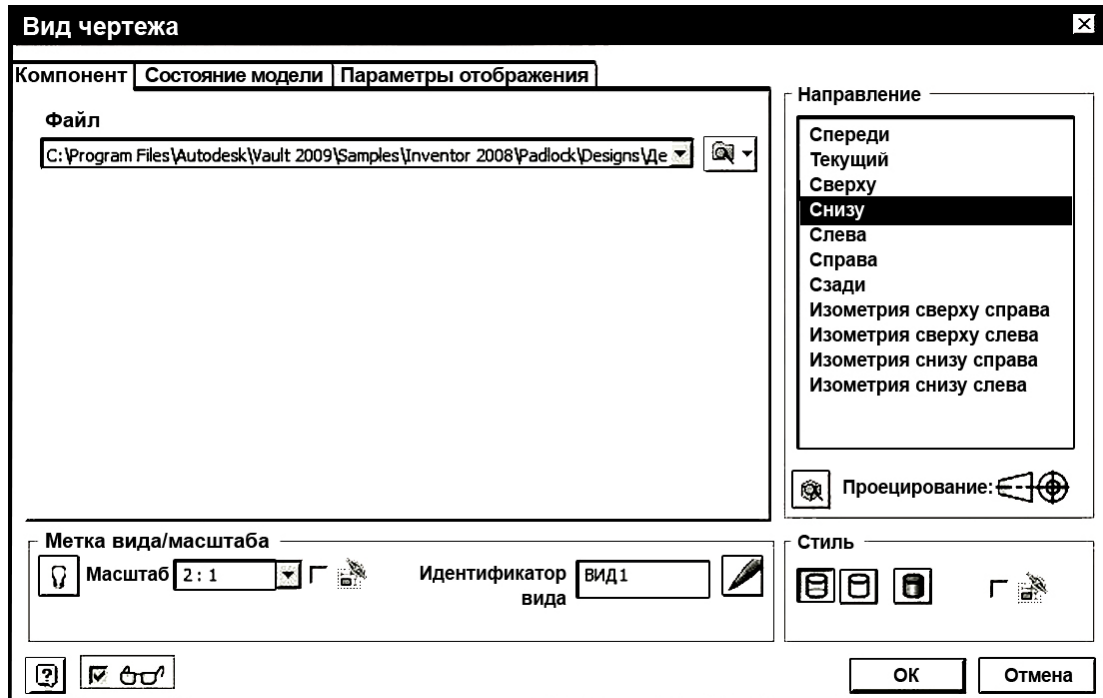 Вид чертежа
Компонент Состояние модели Параметры отображения
Файл
C:\Program Files\Autodesk\Vault 2009\Samples\Inventor 2008\Padlock\Designs\Де
Направление
Спереди
Текущий
Сверху
Снизу
Слева
Справа
Сзади
Изометрия сверху справа
Изометрия сверху слева
Изометрия снизу справа
Изометрия снизу слева
Проецирование:
Метка вида/масштаба
Масштаб 2 : 1
Идентификатор вида ВИД1
Стиль
ОК Отмена